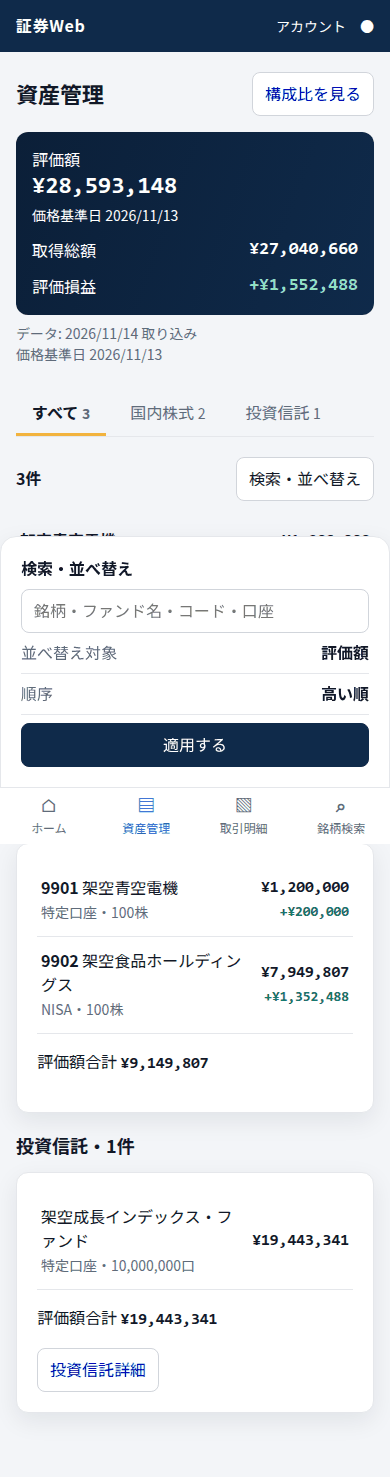 証券Web
アカウント
資産管理
構成比を見る
評価額
¥28,593,148
価格基準日 2026/11/13
取得総額 ¥27,040,660
評価損益 +¥1,552,488
データ: 2026/11/14 取り込み
価格基準日 2026/11/13
すべて 3 国内株式 2 投資信託 1
3件
検索・並べ替え
検索・並べ替え
銘柄・ファンド名・コード・口座
並べ替え対象 評価額
順序 高い順
適用する
ホーム 資産管理 取引明細 銘柄検索
9901 架空青空電機 ¥1,200,000
特定口座・100株 +¥200,000
9902 架空食品ホールディン
グス
¥7,949,807
NISA・100株 +¥1,352,488
評価額合計 ¥9,149,807
投資信託・1件
架空成長インデックス・フ
ァンド
¥19,443,341
特定口座・10,000,000口
評価額合計 ¥19,443,341
投資信託詳細